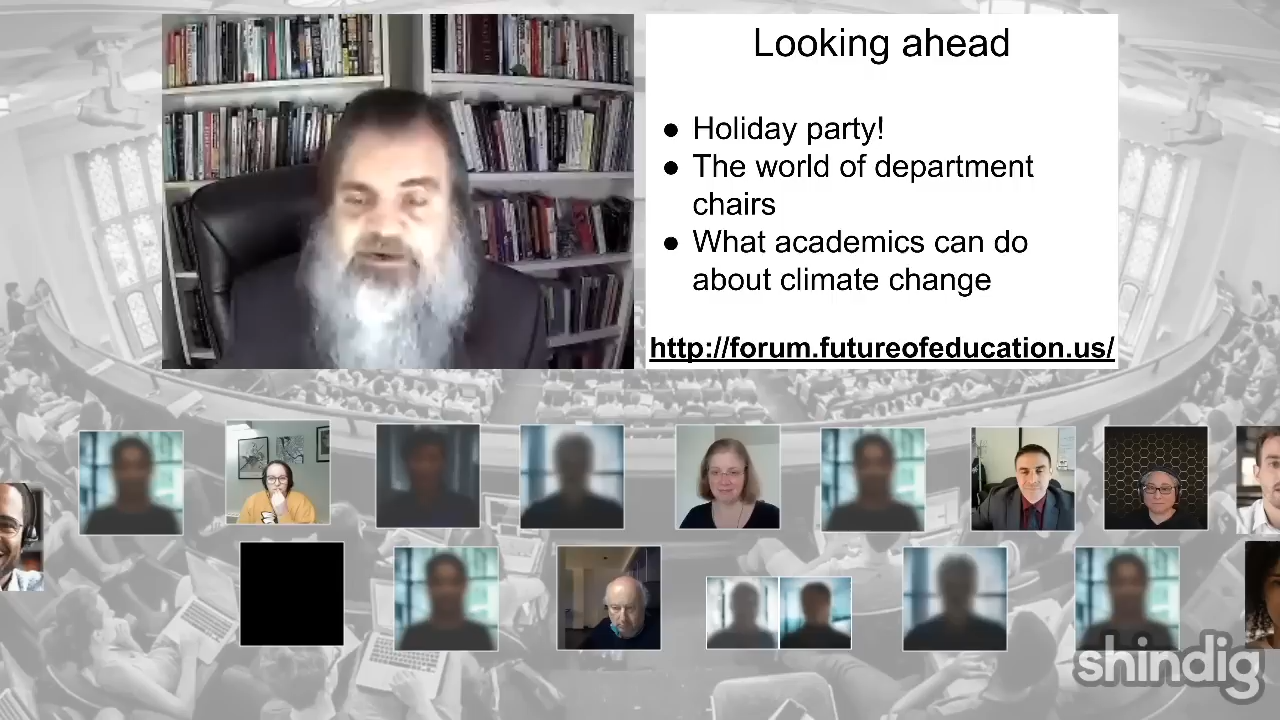 Looking ahead
● Holiday party!
● The world of department
chairs
● What academics can do
about climate change
http://forum.futureofeducation.us/
shindig